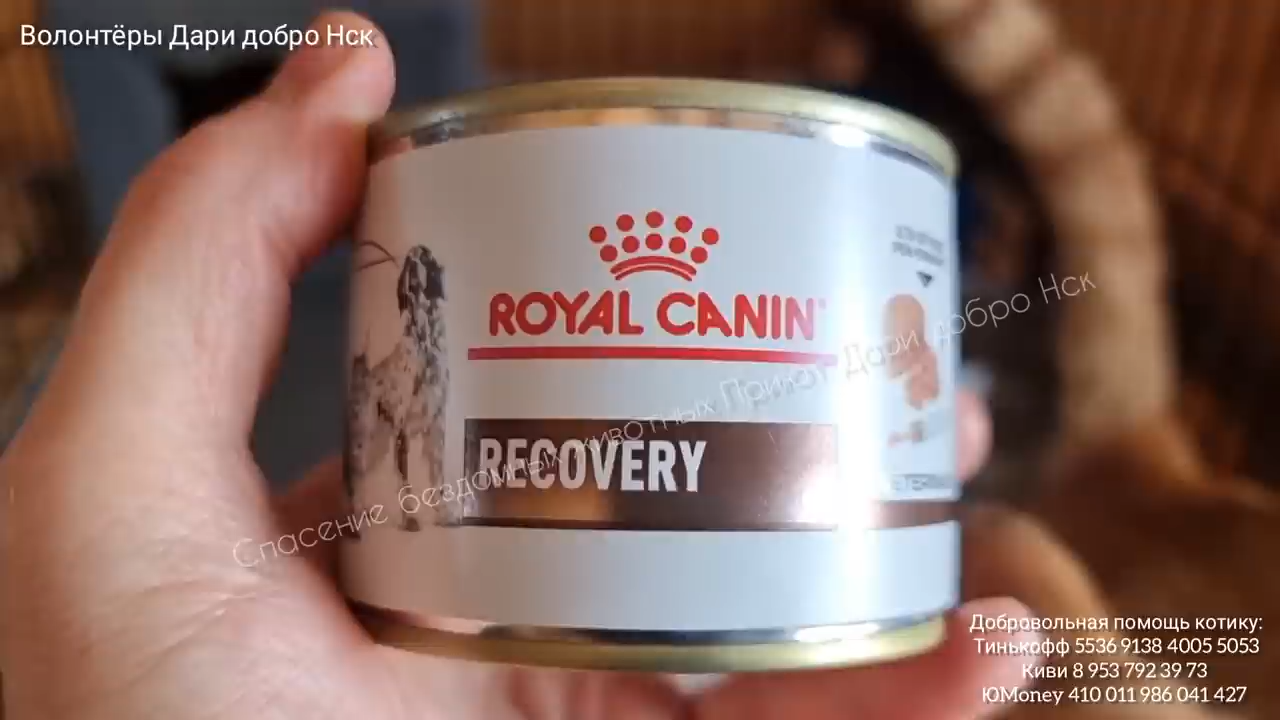 Волонтёры Дари добро Нск
ROYAL CANIN
RECOVERY
Спасение бездомных животных Приют Дари добро Нск
Добровольная помощь котику:
Тинькофф 5536 9138 4005 5053
Киви 8 953 792 39 73
ЮMoney 410 011 986 041 427